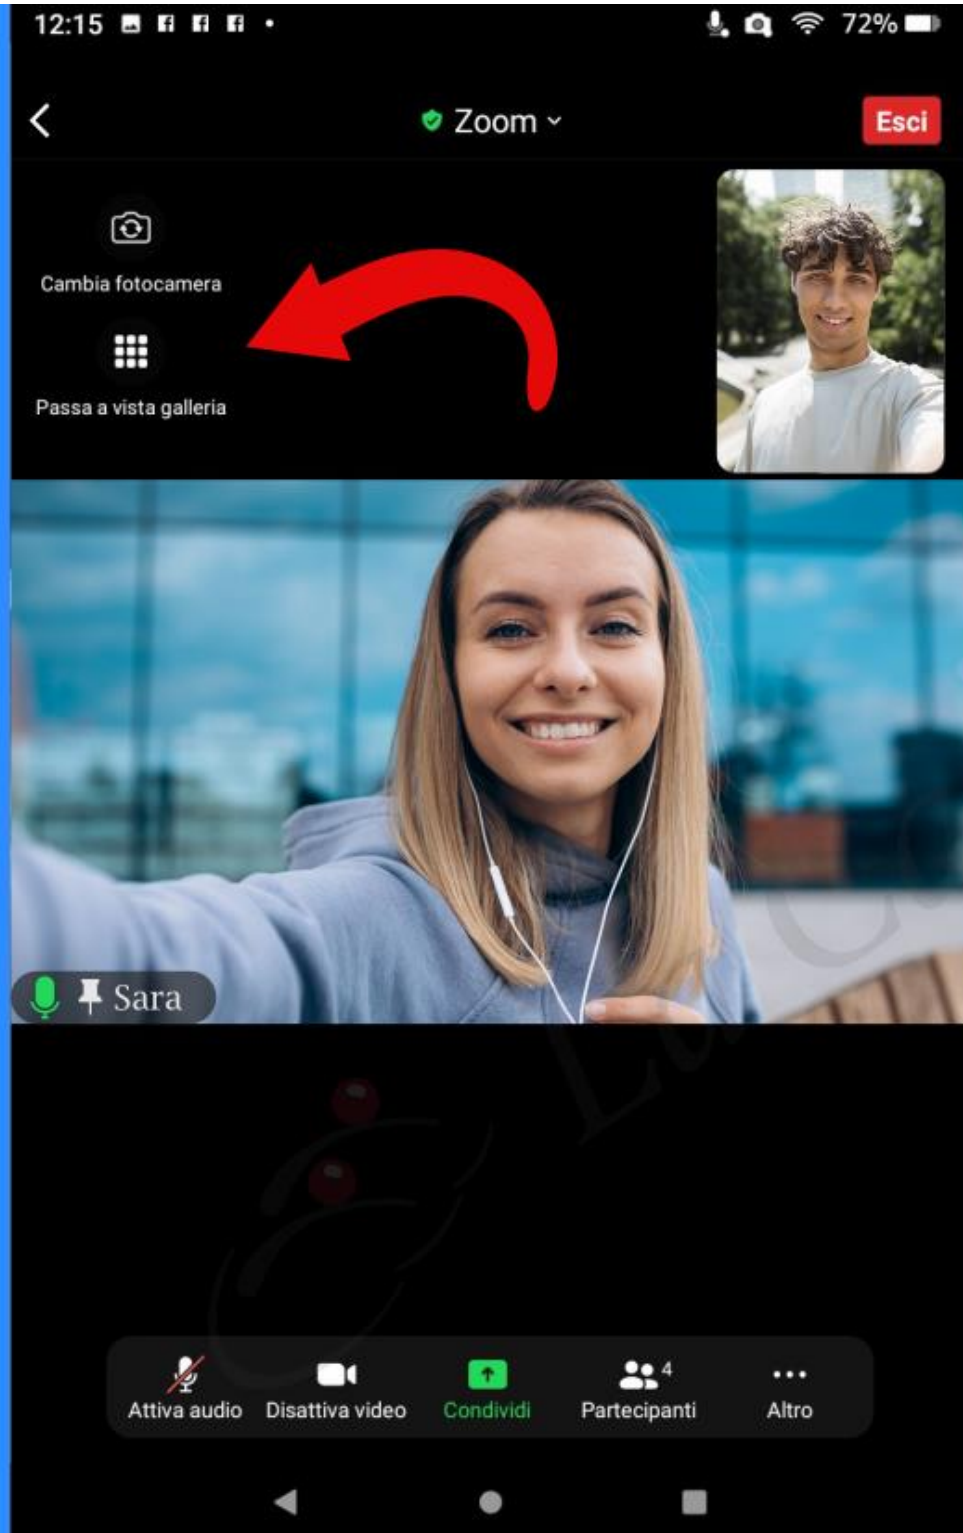 12:15
72%
Zoom
Esci
Cambia fotocamera
Passa a vista galleria
Sara
4
Attiva audio
Disattiva video
Condividi
Partecipanti
Altro